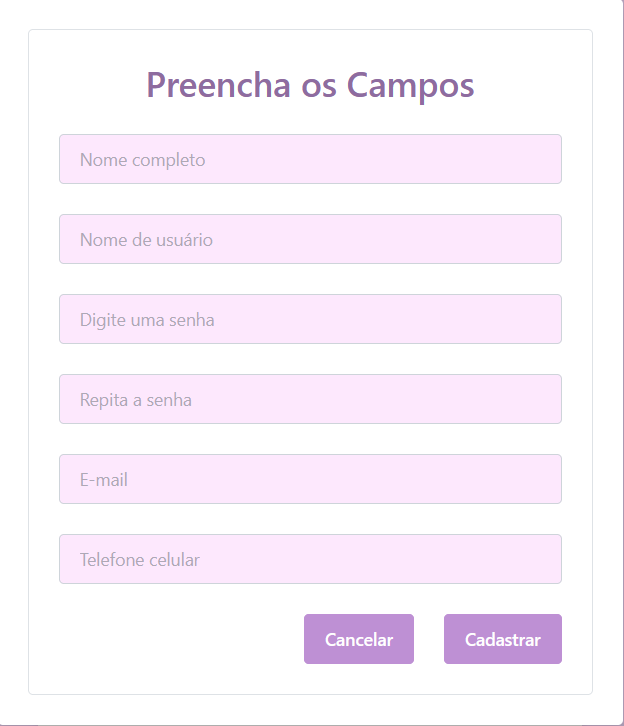 Preencha os Campos
Nome completo
Nome de usuário
Digite uma senha
Repita a senha
E-mail
Telefone celular
Cancelar Cadastrar